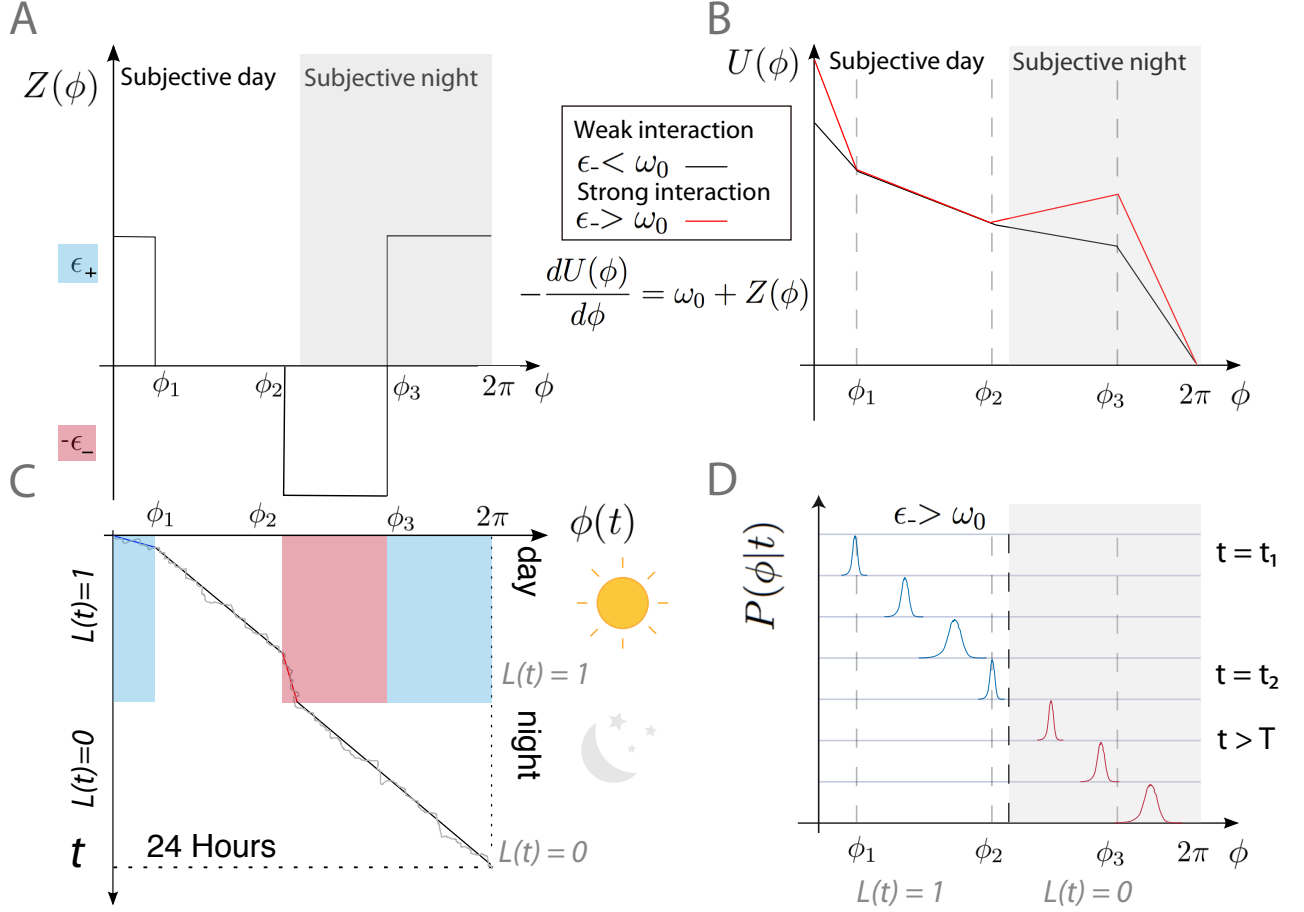 A
Z(ϕ)
Subjective day
Subjective night
ϵ₊
-ϵ₋
ϕ₁
ϕ₂
ϕ₃
2π
ϕ
B
U(ϕ)
Subjective day
Subjective night
Weak interaction
ϵ₋< ω₀
Strong interaction
ϵ₋> ω₀
−dU(ϕ)/dϕ = ω₀ + Z(ϕ)
ϕ₁
ϕ₂
ϕ₃
2π
ϕ
C
ϕ₁
ϕ₂
ϕ₃
2π
ϕ(t)
L(t)=1
day
L(t) = 1
L(t)=0
night
L(t) = 0
t
24 Hours
D
P(ϕ|t)
ϵ₋> ω₀
t = t₁
t = t₂
t > T
ϕ₁
ϕ₂
ϕ₃
2π
ϕ
L(t) = 1
L(t) = 0